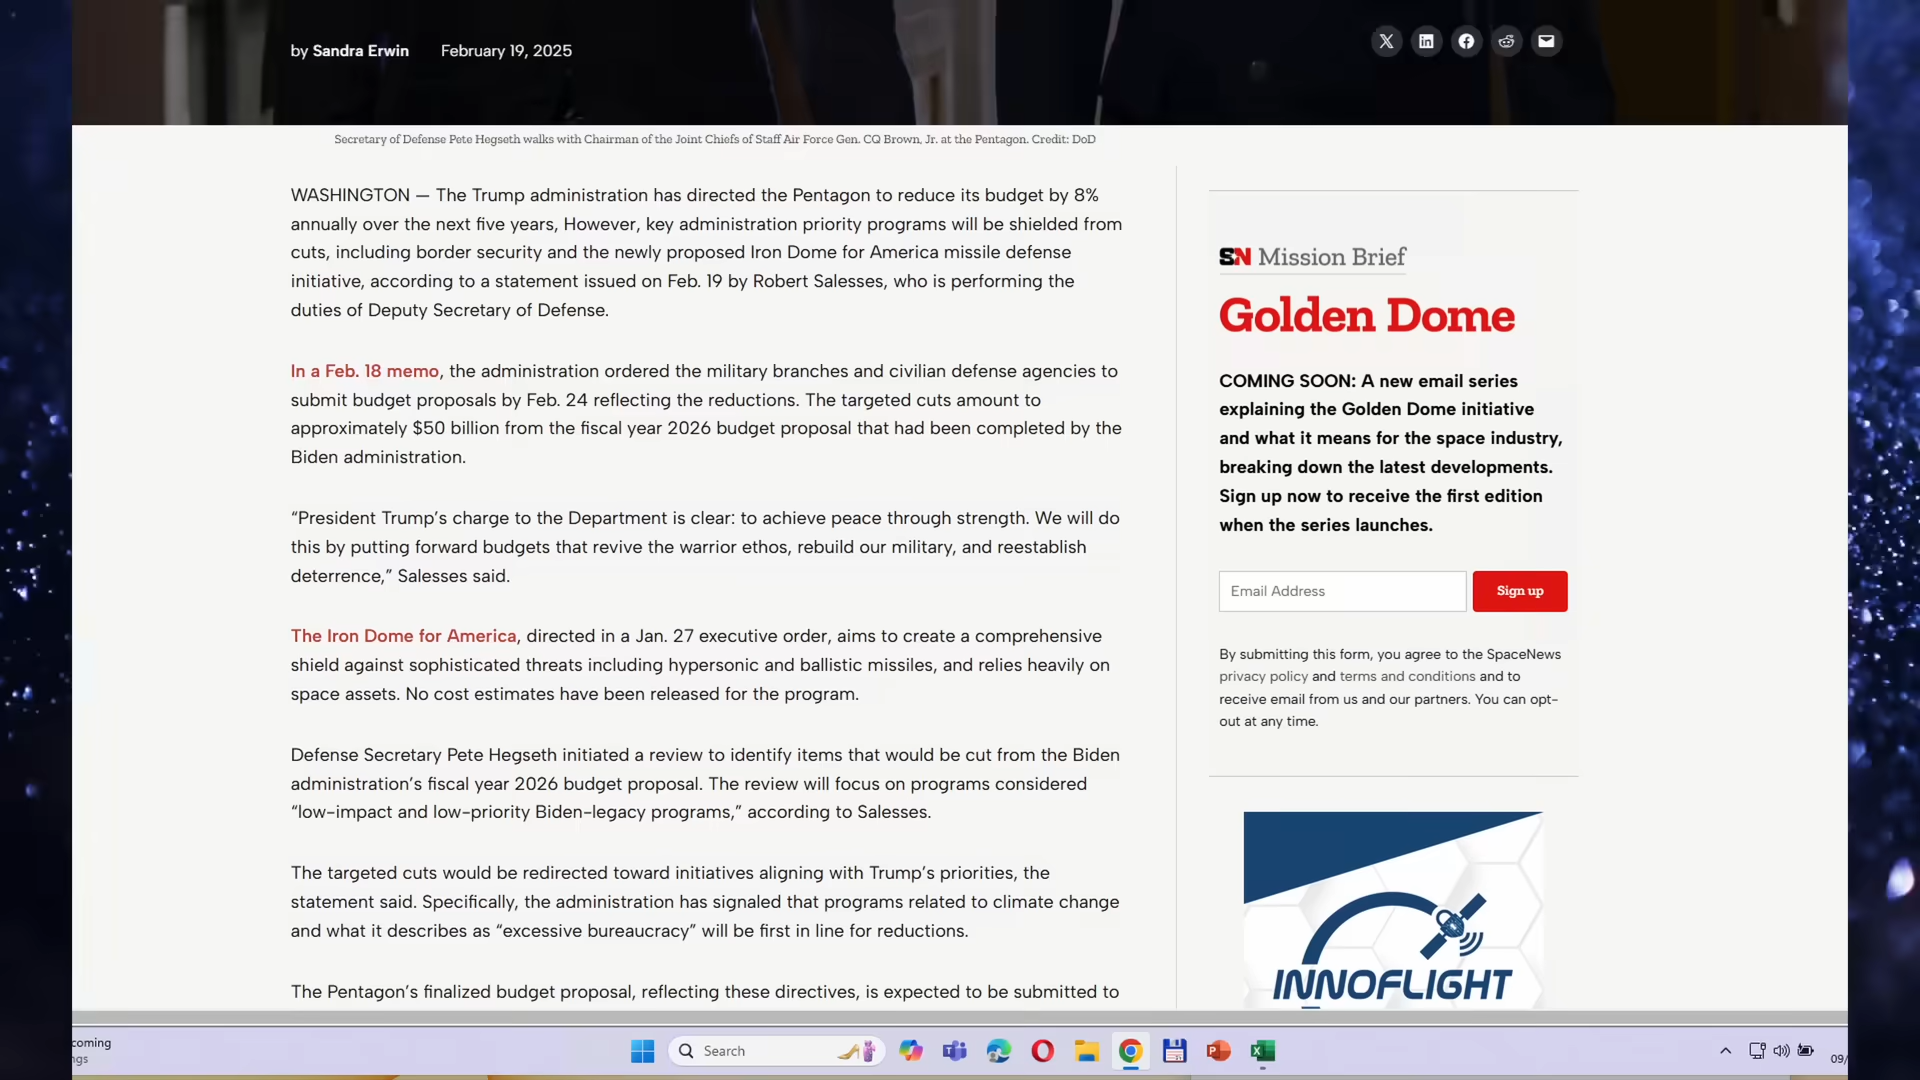 by Sandra Erwin
February 19, 2025
Secretary of Defense Pete Hegseth walks with Chairman of the Joint Chiefs of Staff Air Force Gen. CQ Brown, Jr. at the Pentagon. Credit: DoD
WASHINGTON — The Trump administration has directed the Pentagon to reduce its budget by 8%
annually over the next five years, However, key administration priority programs will be shielded from
cuts, including border security and the newly proposed Iron Dome for America missile defense
initiative, according to a statement issued on Feb. 19 by Robert Salesses, who is performing the
duties of Deputy Secretary of Defense.
In a Feb. 18 memo, the administration ordered the military branches and civilian defense agencies to
submit budget proposals by Feb. 24 reflecting the reductions. The targeted cuts amount to
approximately $50 billion from the fiscal year 2026 budget proposal that had been completed by the
Biden administration.
“President Trump’s charge to the Department is clear: to achieve peace through strength. We will do
this by putting forward budgets that revive the warrior ethos, rebuild our military, and reestablish
deterrence,” Salesses said.
The Iron Dome for America, directed in a Jan. 27 executive order, aims to create a comprehensive
shield against sophisticated threats including hypersonic and ballistic missiles, and relies heavily on
space assets. No cost estimates have been released for the program.
Defense Secretary Pete Hegseth initiated a review to identify items that would be cut from the Biden
administration’s fiscal year 2026 budget proposal. The review will focus on programs considered
“low-impact and low-priority Biden-legacy programs,” according to Salesses.
The targeted cuts would be redirected toward initiatives aligning with Trump’s priorities, the
statement said. Specifically, the administration has signaled that programs related to climate change
and what it describes as “excessive bureaucracy” will be first in line for reductions.
The Pentagon’s finalized budget proposal, reflecting these directives, is expected to be submitted to
SN Mission Brief
Golden Dome
COMING SOON: A new email series
explaining the Golden Dome initiative
and what it means for the space industry,
breaking down the latest developments.
Sign up now to receive the first edition
when the series launches.
Email Address
Sign up
By submitting this form, you agree to the SpaceNews
privacy policy and terms and conditions and to
receive email from us and our partners. You can opt-
out at any time.
INNOFLIGHT
coming
ngs
Search
09/